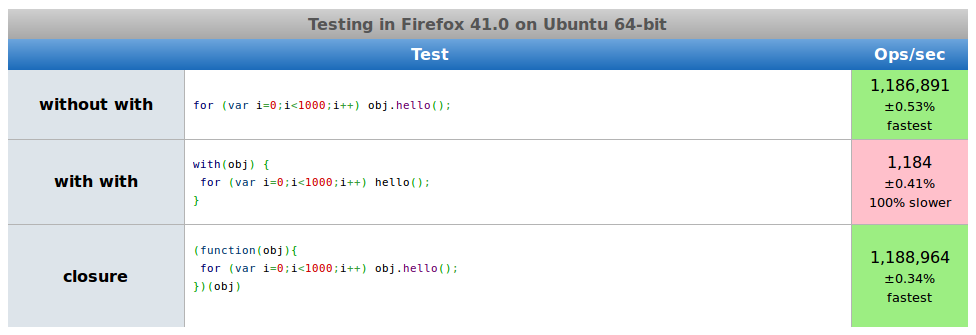 Testing in Firefox 41.0 on Ubuntu 64-bit
Test Ops/sec
without with
for (var i=0;i<1000;i++) obj.hello();
1,186,891
±0.53%
fastest
with with
with(obj) {
 for (var i=0;i<1000;i++) hello();
}
1,184
±0.41%
100% slower
closure
(function(obj){
 for (var i=0;i<1000;i++) obj.hello();
})(obj)
1,188,964
±0.34%
fastest